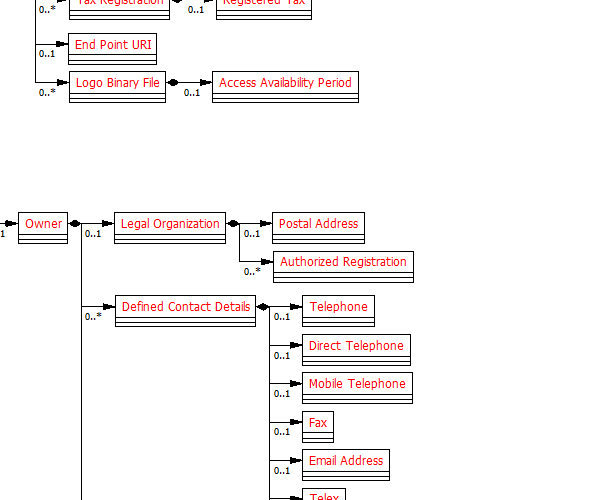 Tax Registration
0..*
0..1
Registered Tax
0..1
End Point URI
0..*
Logo Binary File
0..1
Access Availability Period
1
Owner
0..1
Legal Organization
0..1
Postal Address
0..*
Authorized Registration
0..*
Defined Contact Details
0..1
Telephone
0..1
Direct Telephone
0..1
Mobile Telephone
0..1
Fax
0..1
Email Address
Telex